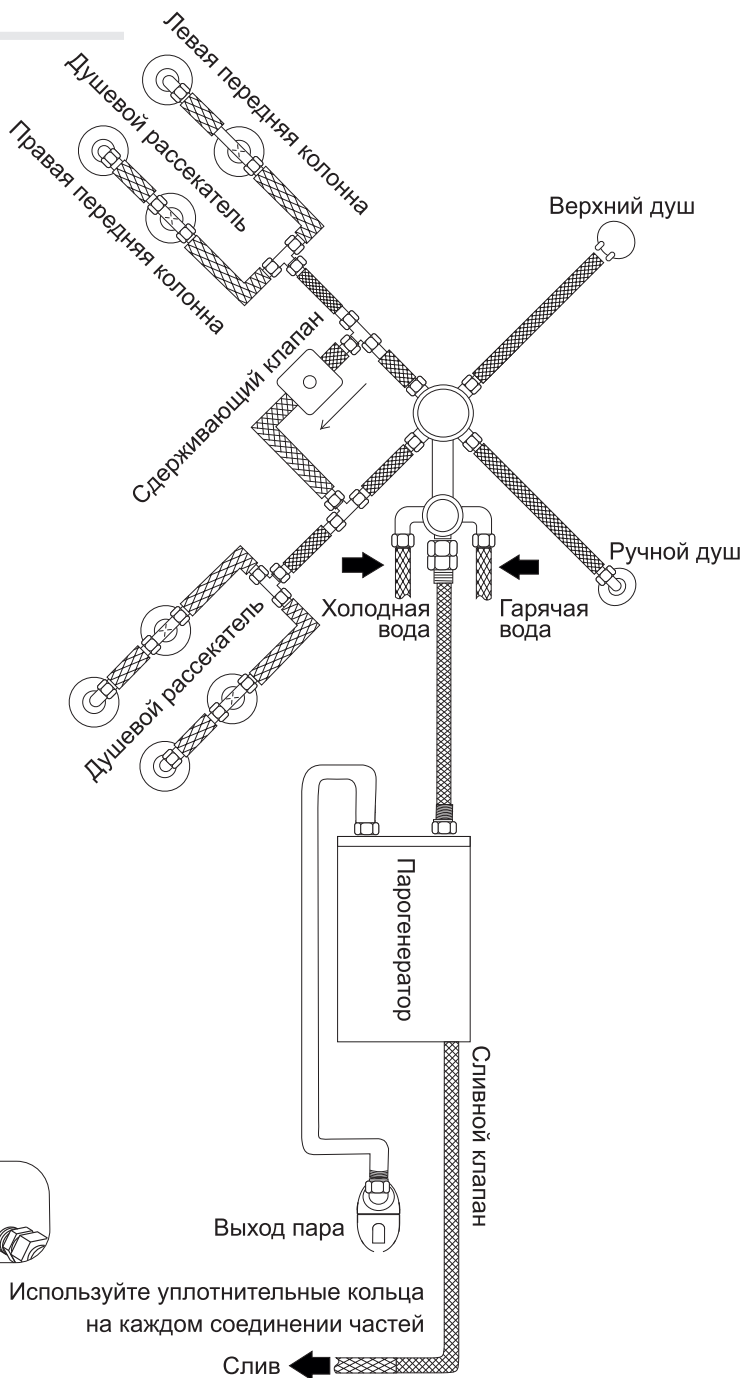 Левая передняя колонна
Душевой рассекатель
Правая передняя колонна
Верхний душ
Сдерживающий клапан
Ручной душ
Холодная
вода
Гарячая
вода
Душевой рассекатель
Парогенератор
Сливной клапан
Выход пара
Используйте уплотнительные кольца
на каждом соединении частей
Слив